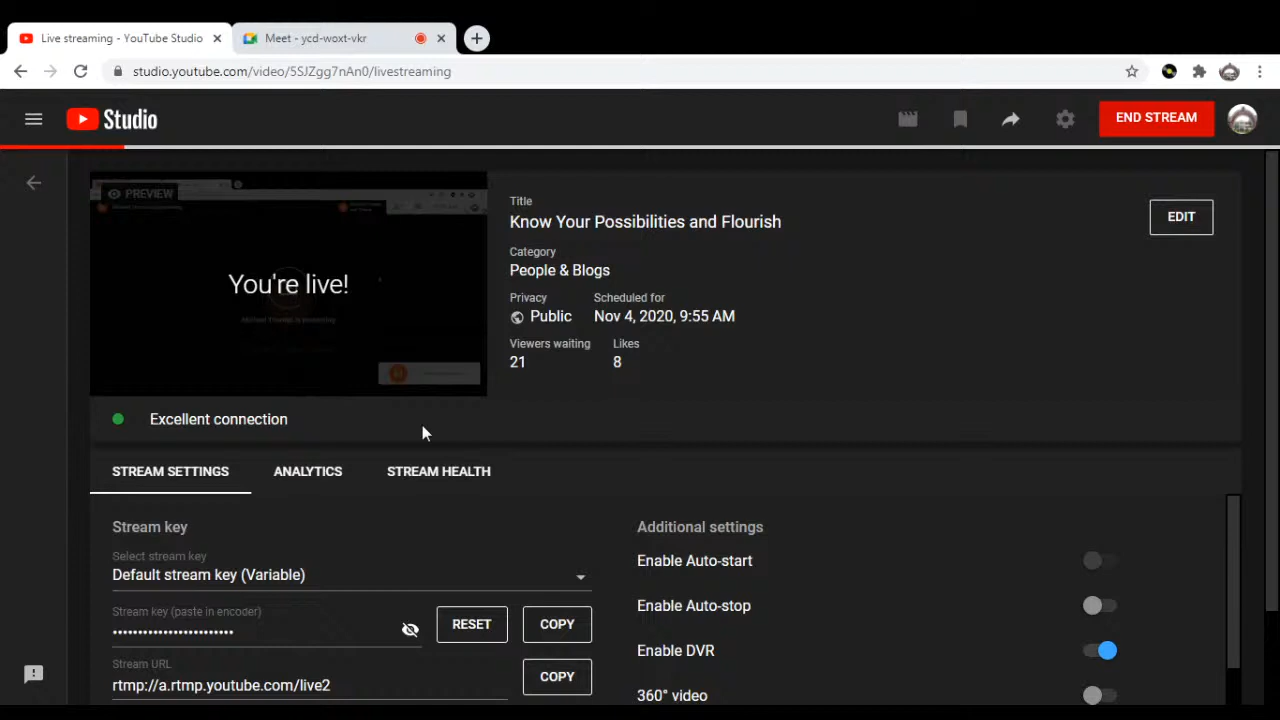 Live streaming - YouTube Studio
Meet - ycd-woxt-vkr
studio.youtube.com/video/5SJZgg7nAn0/livestreaming
Studio
END STREAM
PREVIEW
You're live!
Title
Know Your Possibilities and Flourish
EDIT
Category
People & Blogs
Privacy
Scheduled for
Public
Nov 4, 2020, 9:55 AM
Viewers waiting
Likes
21
8
Excellent connection
STREAM SETTINGS
ANALYTICS
STREAM HEALTH
Stream key
Select stream key
Default stream key (Variable)
Stream key (paste in encoder)
••••••••••••••••••••••••
RESET
COPY
Stream URL
rtmp://a.rtmp.youtube.com/live2
COPY
Additional settings
Enable Auto-start
Enable Auto-stop
Enable DVR
360° video